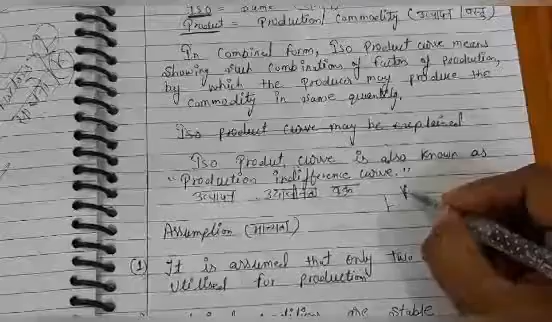 Iso = Same
Product = Production / Commodity (उत्पादन / वस्तु)
In Combined form, Iso Product curve means
showing such combinations of factors of production,
by which the Producer may produce the
commodity in same quantity.
Iso product curve may be explained
Iso Product curve is also known as
"Production indifference curve."
उत्पादन उदासीनता वक्र
Assumption (मान्यता)
(1) It is assumed that only two
utilised for production
are stable